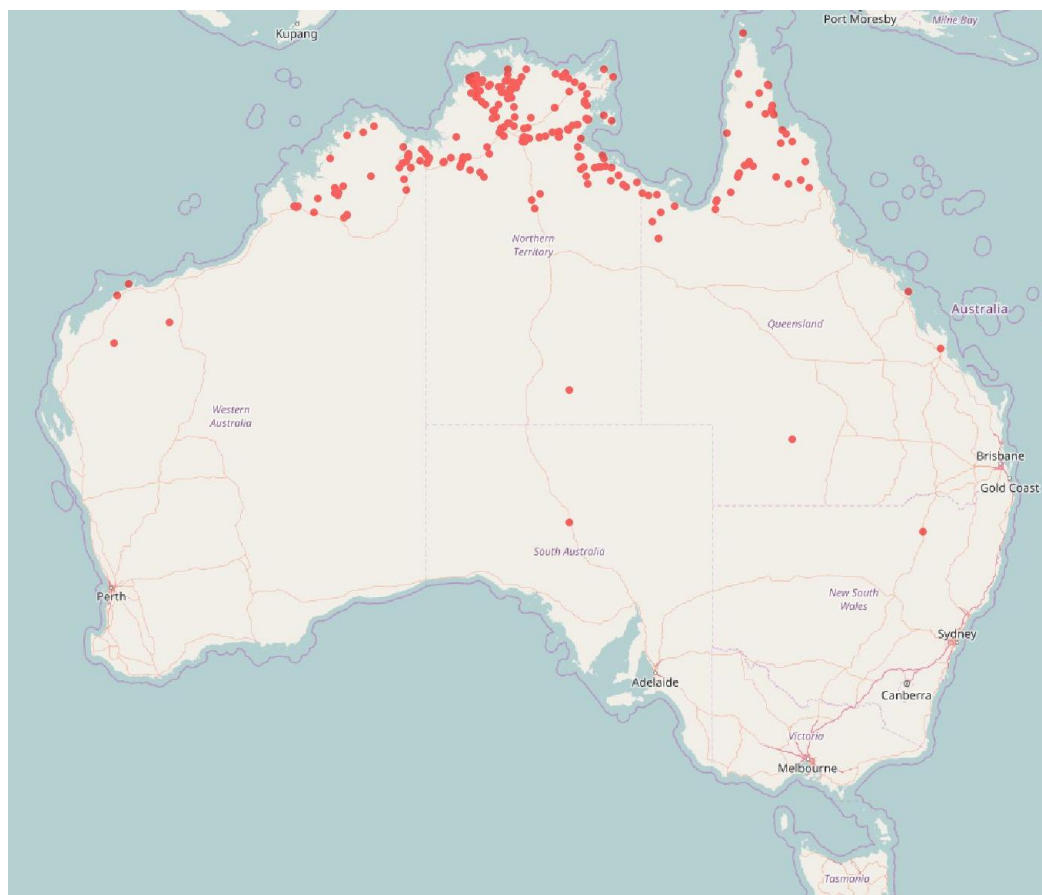 Port Moresby
Milne Bay
Kupang
Northern
Territory
Australia
Queensland
Western
Australia
Brisbane
Gold Coast
South Australia
New South
Wales
Perth
Sydney
Adelaide
Canberra
Victoria
Melbourne
Tasmania